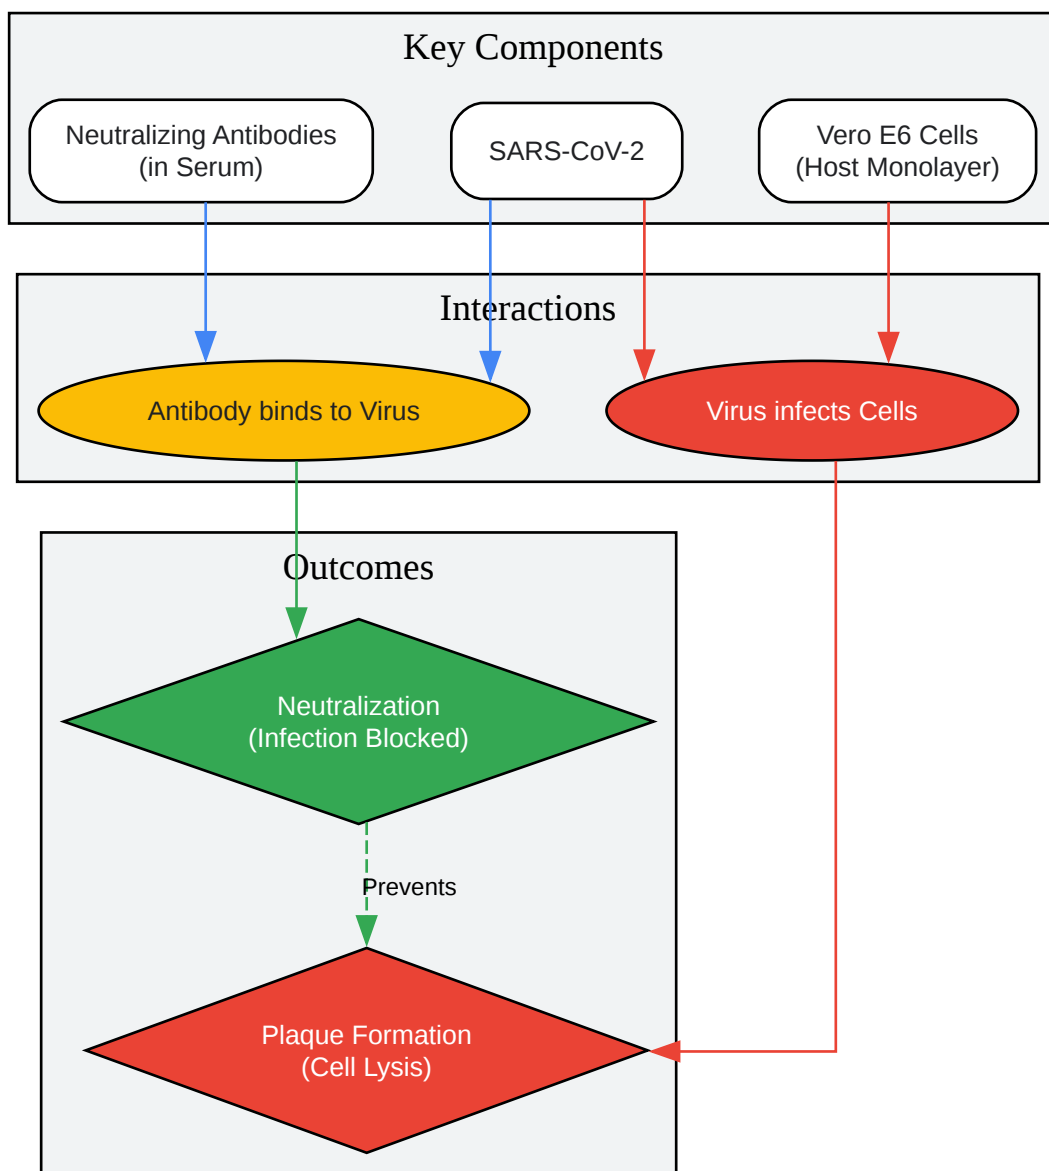 Key Components
Neutralizing Antibodies
(in Serum)
SARS-CoV-2
Vero E6 Cells
(Host Monolayer)
Interactions
Antibody binds to Virus
Virus infects Cells
Outcomes
Neutralization
(Infection Blocked)
Prevents
Plaque Formation
(Cell Lysis)